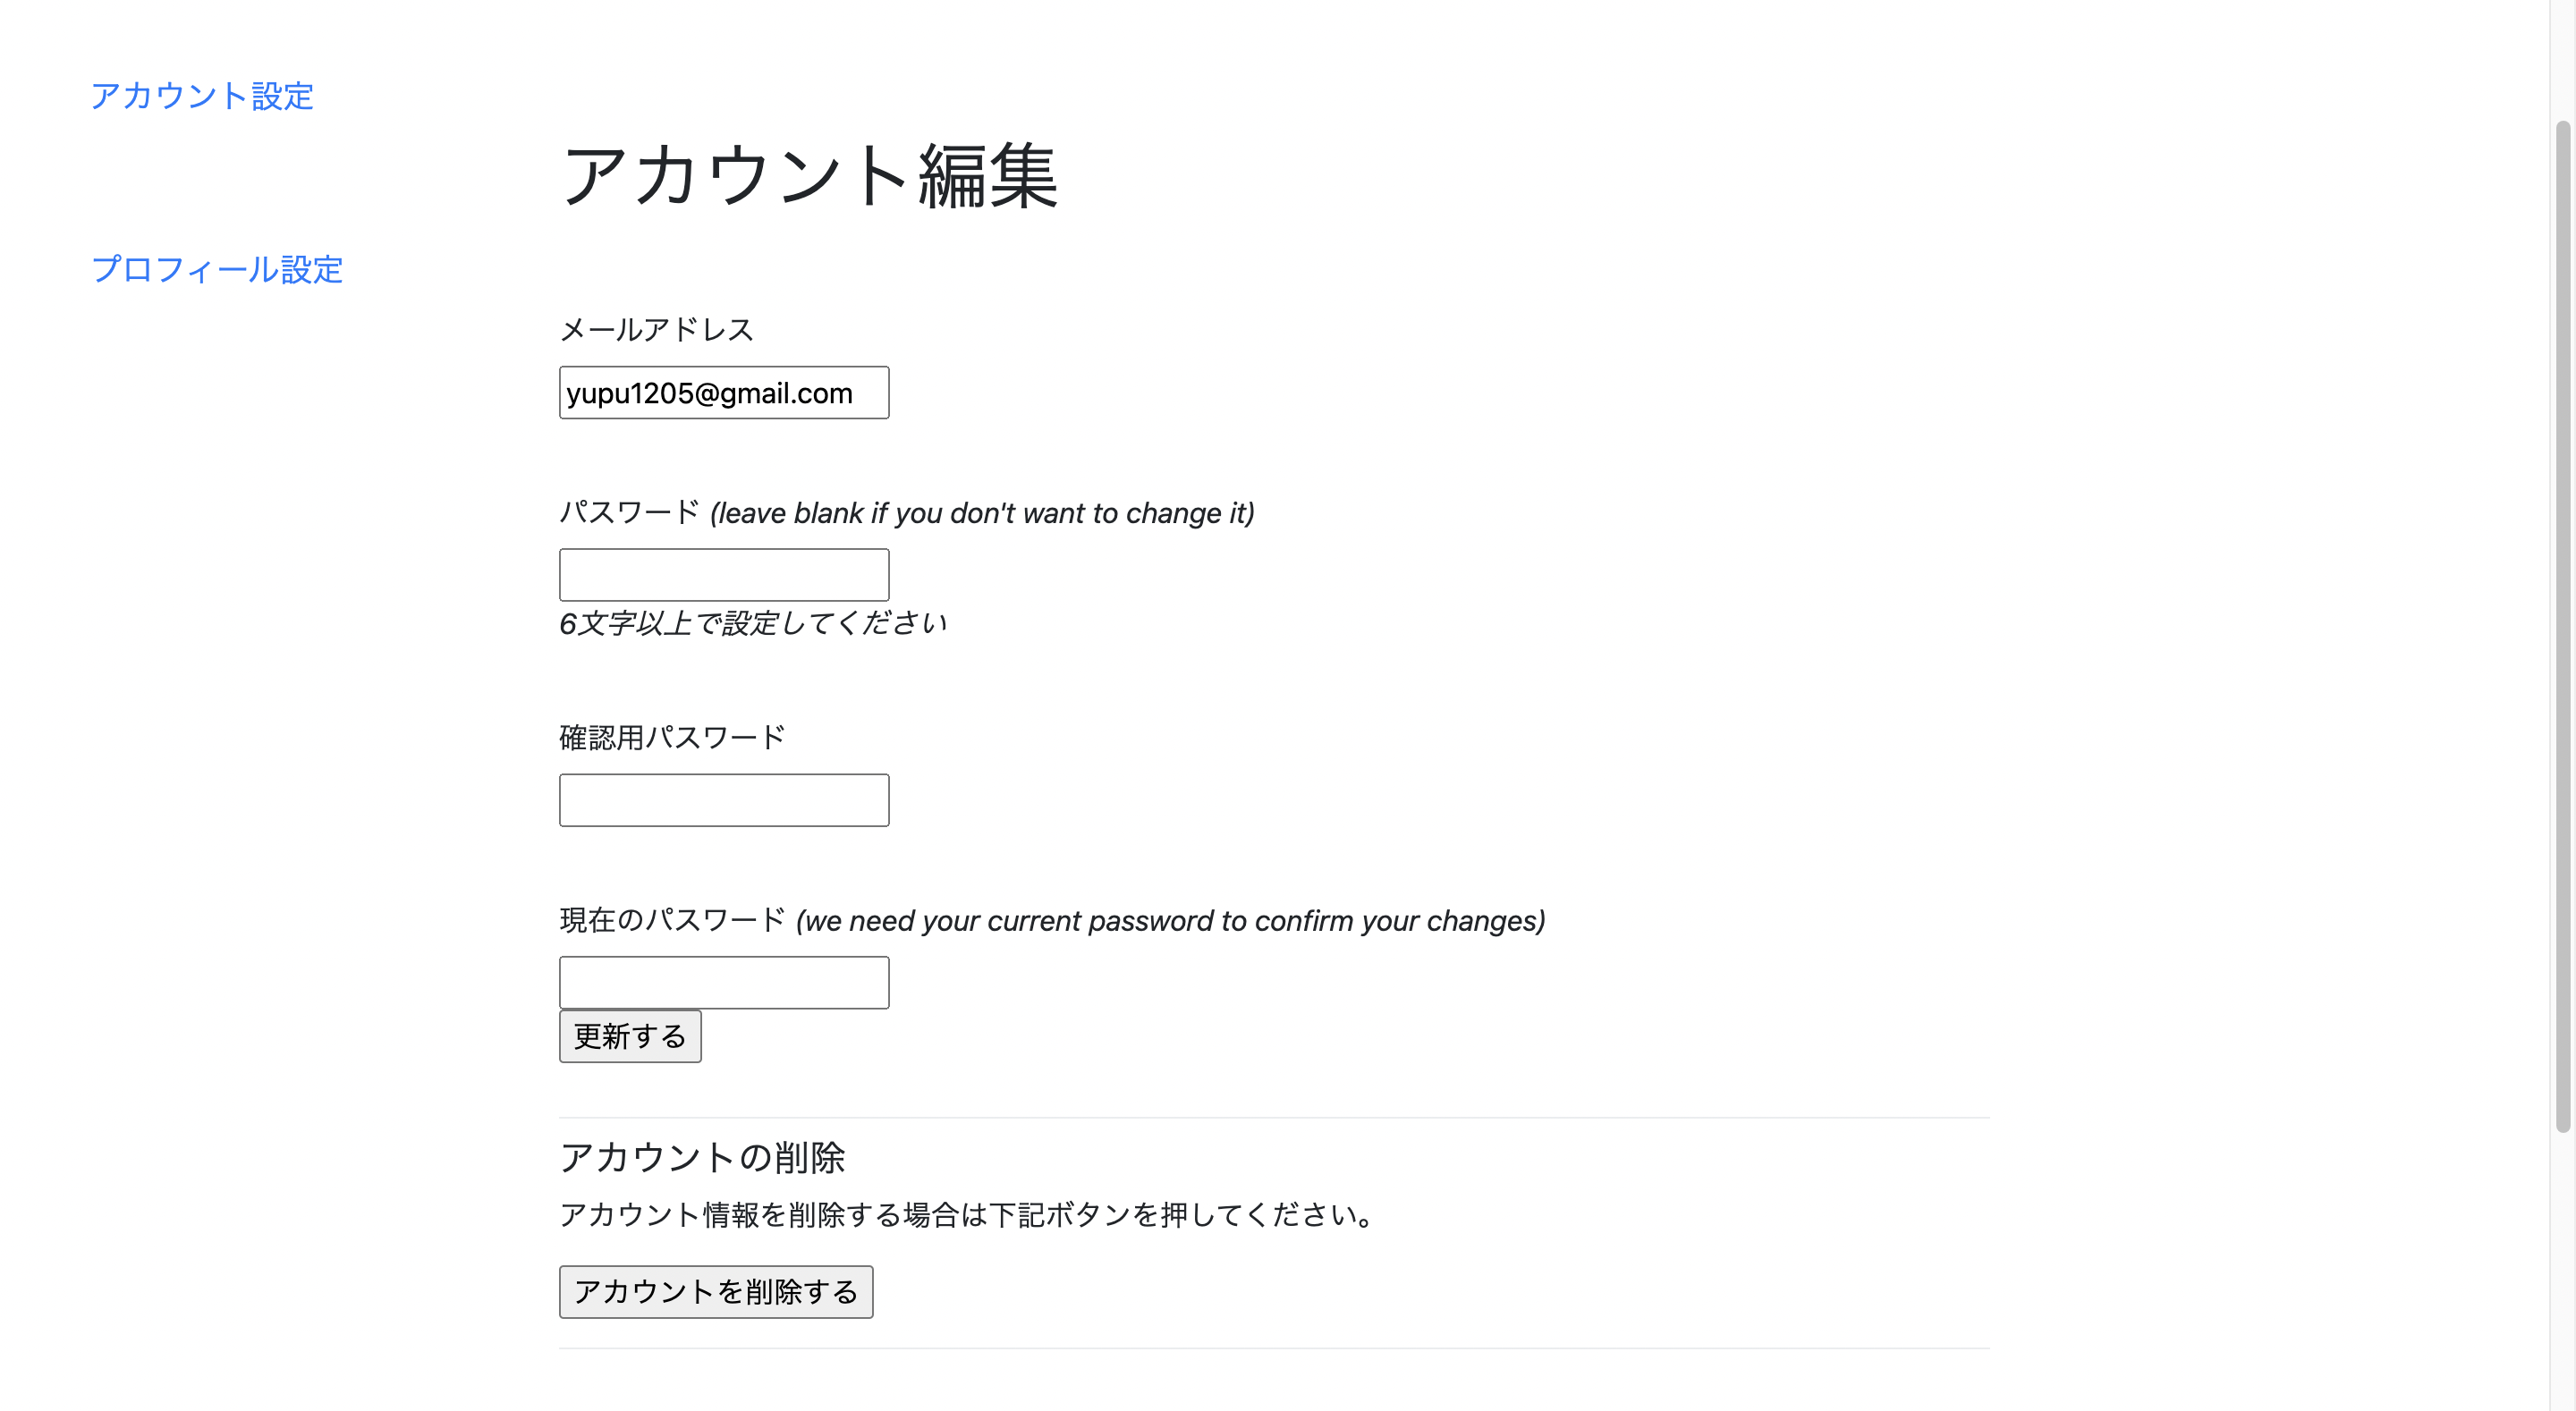 アカウント設定
プロフィール設定
アカウント編集
メールアドレス
yupu1205@gmail.com
パスワード (leave blank if you don't want to change it)
6文字以上で設定してください
確認用パスワード
現在のパスワード (we need your current password to confirm your changes)
更新する
アカウントの削除
アカウント情報を削除する場合は下記ボタンを押してください。
アカウントを削除する